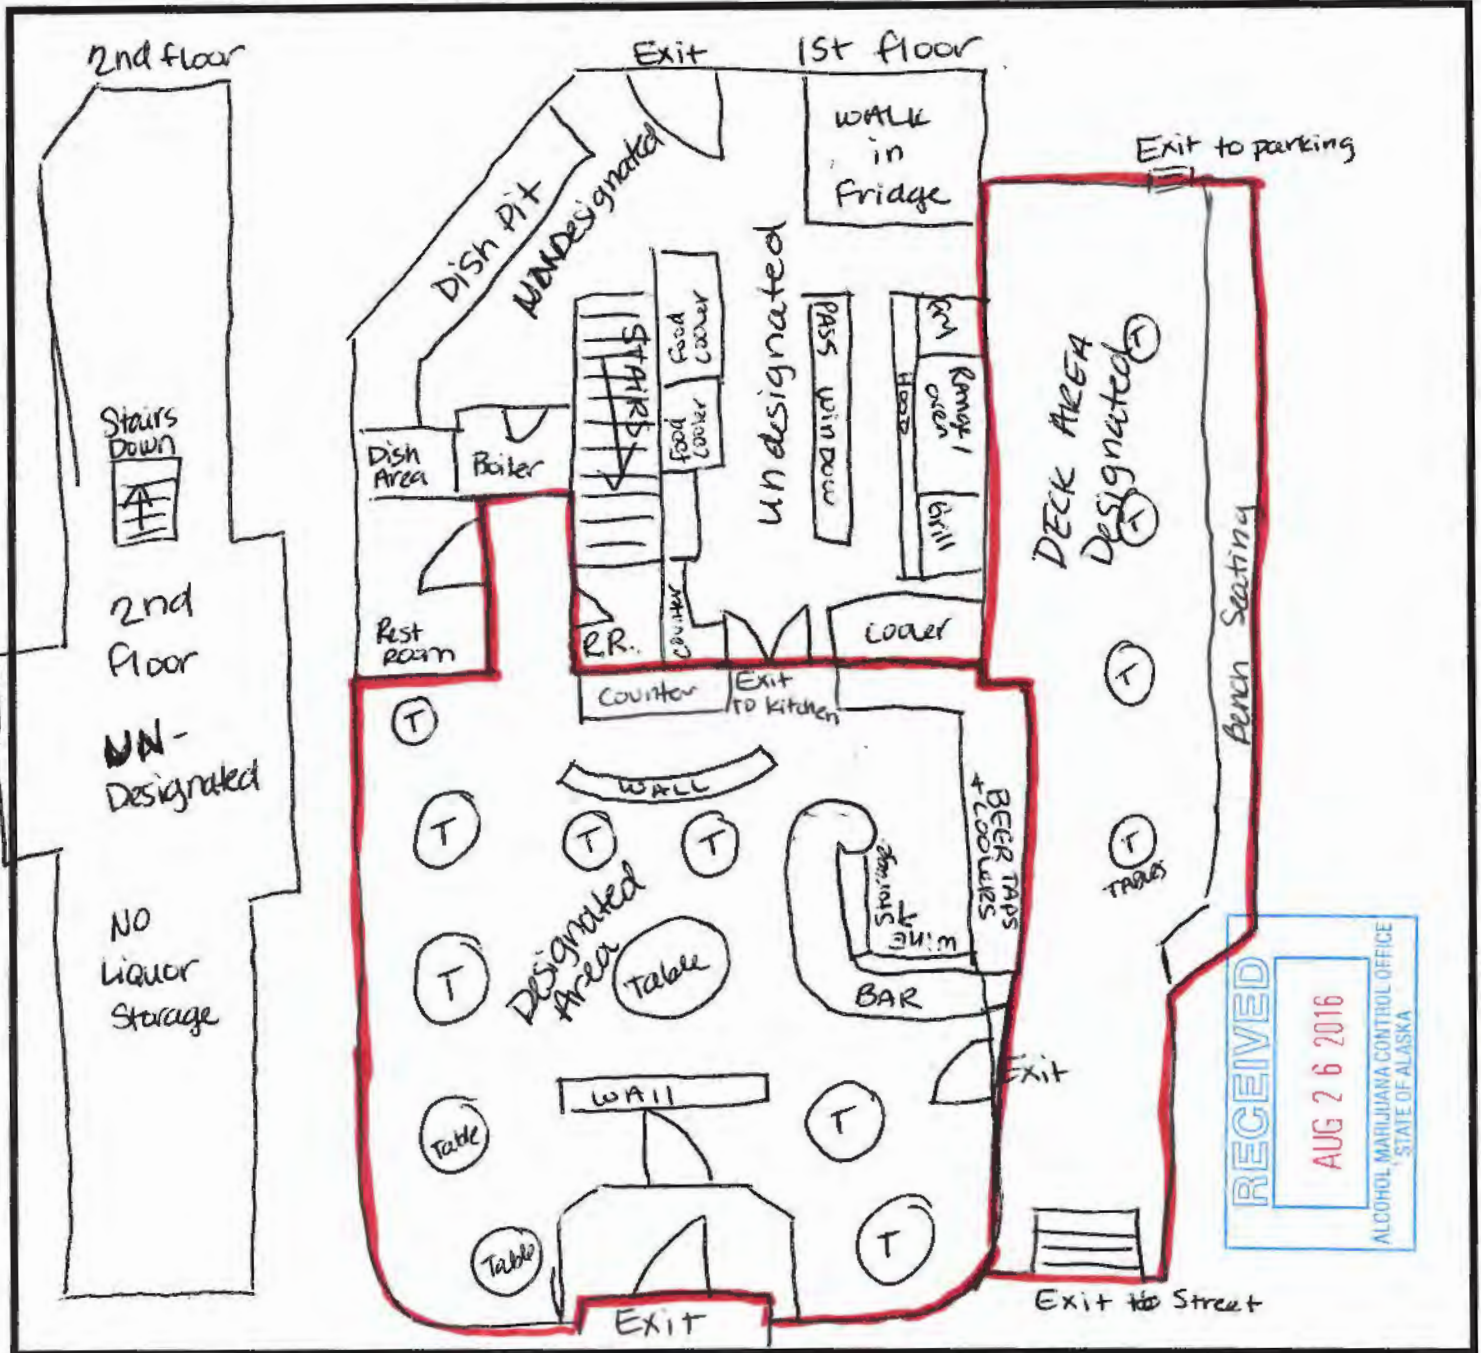 2nd floor
Stairs
Down
2nd
Floor
NN-
Designated
NO
Liquor
Storage
Exit
1st floor
WALK
in
Fridge
Dish Pit
NON Designated
STAIRS
Food
Cooler
Food
Cooler
undesignated
PASS WINDOW
Hood
Range /
oven
Grill
Dish
Area
Boiler
Rest
Room
R.R.
Counter
Cooler
Counter
Exit
to kitchen
T
WALL
T
T
T
T
Designated
Area
Table
BEER TAPS
+ COOLERS
Storage
Wine
BAR
Exit
WAll
Table
T
Table
T
Exit
Exit to parking
DECK AREA
Designated
T
T
T
T
TABLES
Bench Seating
Exit to Street
RECEIVED
AUG 26 2016
ALCOHOL MARIJUANA CONTROL OFFICE
STATE OF ALASKA